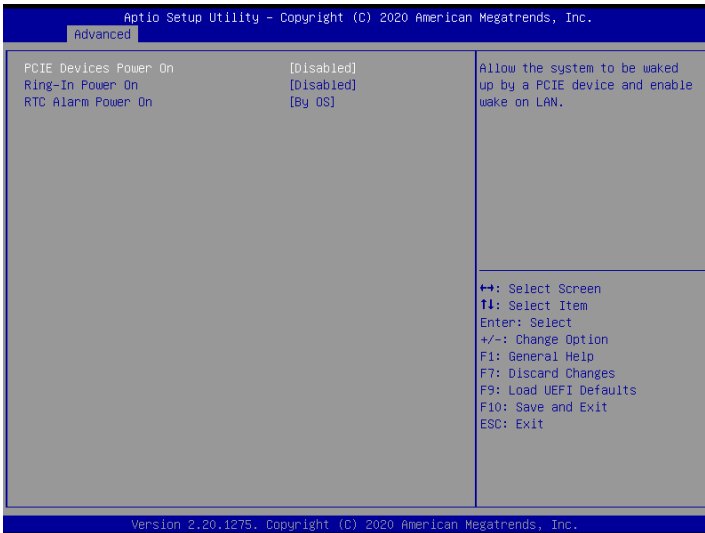 Aptio Setup Utility – Copyright (C) 2020 American Megatrends, Inc.
Advanced
PCIE Devices Power On [Disabled]
Ring-In Power On [Disabled]
RTC Alarm Power On [By OS]
Allow the system to be waked
up by a PCIE device and enable
wake on LAN.
↔: Select Screen
↑↓: Select Item
Enter: Select
+/-: Change Option
F1: General Help
F7: Discard Changes
F9: Load UEFI Defaults
F10: Save and Exit
ESC: Exit
Version 2.20.1275. Copyright (C) 2020 American Megatrends, Inc.